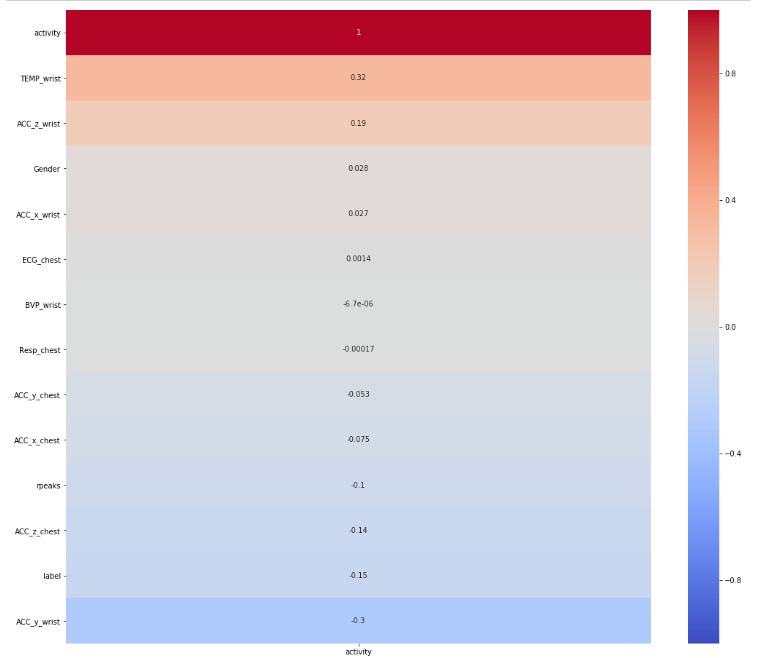 activity 1
TEMP_wrist 0.32
ACC_z_wrist 0.19
Gender 0.028
ACC_x_wrist 0.027
ECG_chest 0.0014
BVP_wrist -6.7e-06
Resp_chest -0.00017
ACC_y_chest -0.053
ACC_x_chest -0.075
rpeaks -0.1
ACC_z_chest -0.14
label -0.15
ACC_y_wrist -0.3
activity
0.8
0.4
0.0
−0.4
−0.8